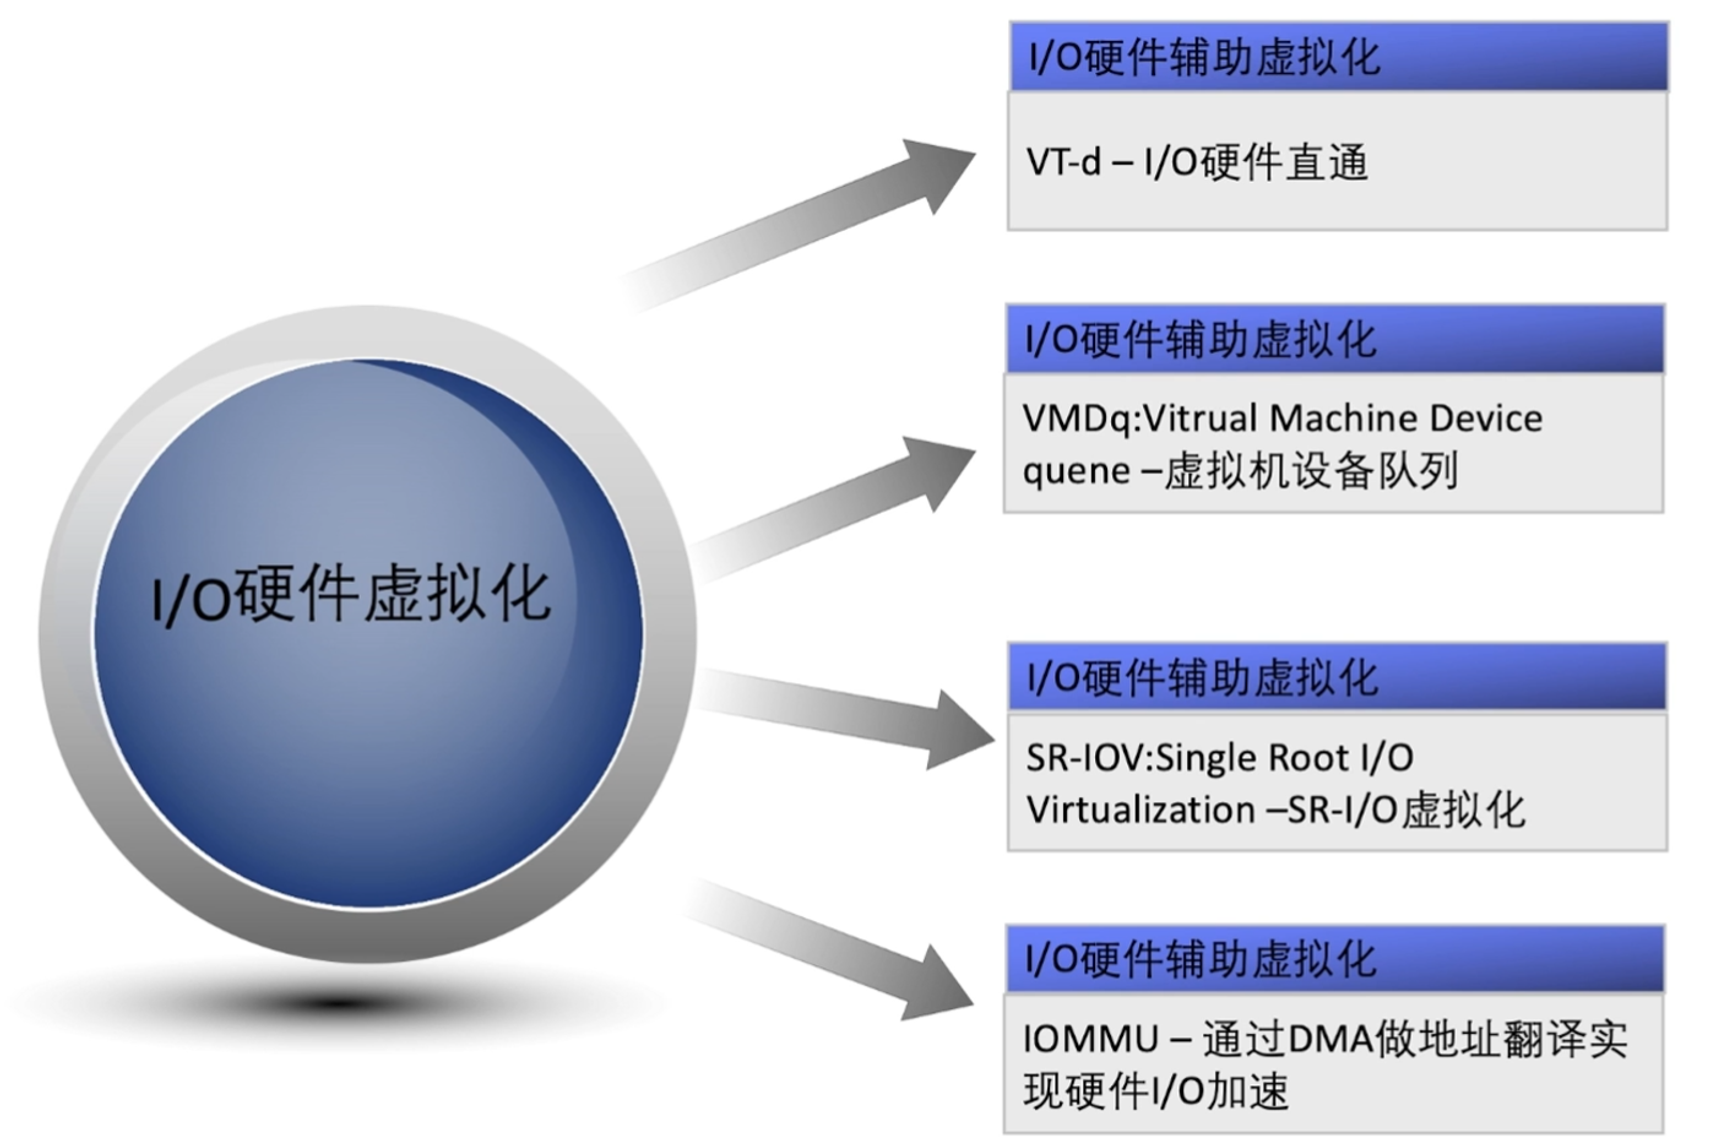 I/O硬件虚拟化
I/O硬件辅助虚拟化
VT-d – I/O硬件直通
I/O硬件辅助虚拟化
VMDq:Vitrual Machine Device
quene –虚拟机设备队列
I/O硬件辅助虚拟化
SR-IOV:Single Root I/O
Virtualization –SR-I/O虚拟化
I/O硬件辅助虚拟化
IOMMU – 通过DMA做地址翻译实
现硬件I/O加速